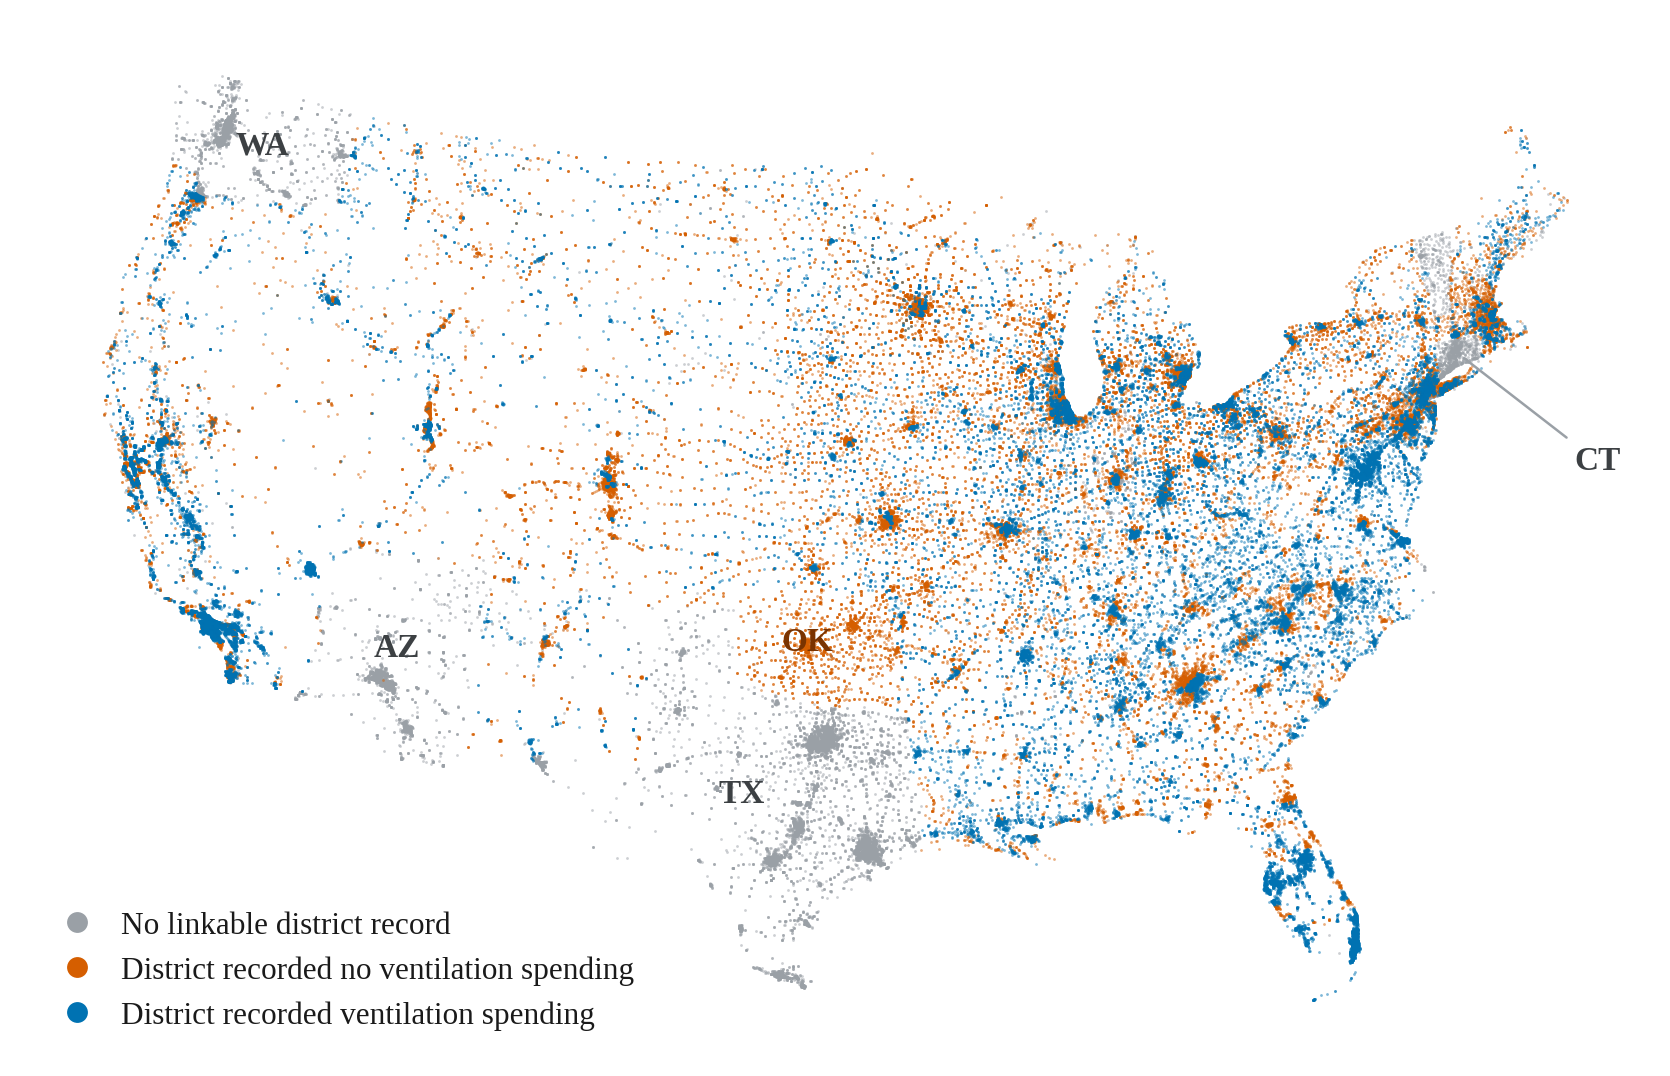 WA
CT
AZ
OK
TX
No linkable district record
District recorded no ventilation spending
District recorded ventilation spending